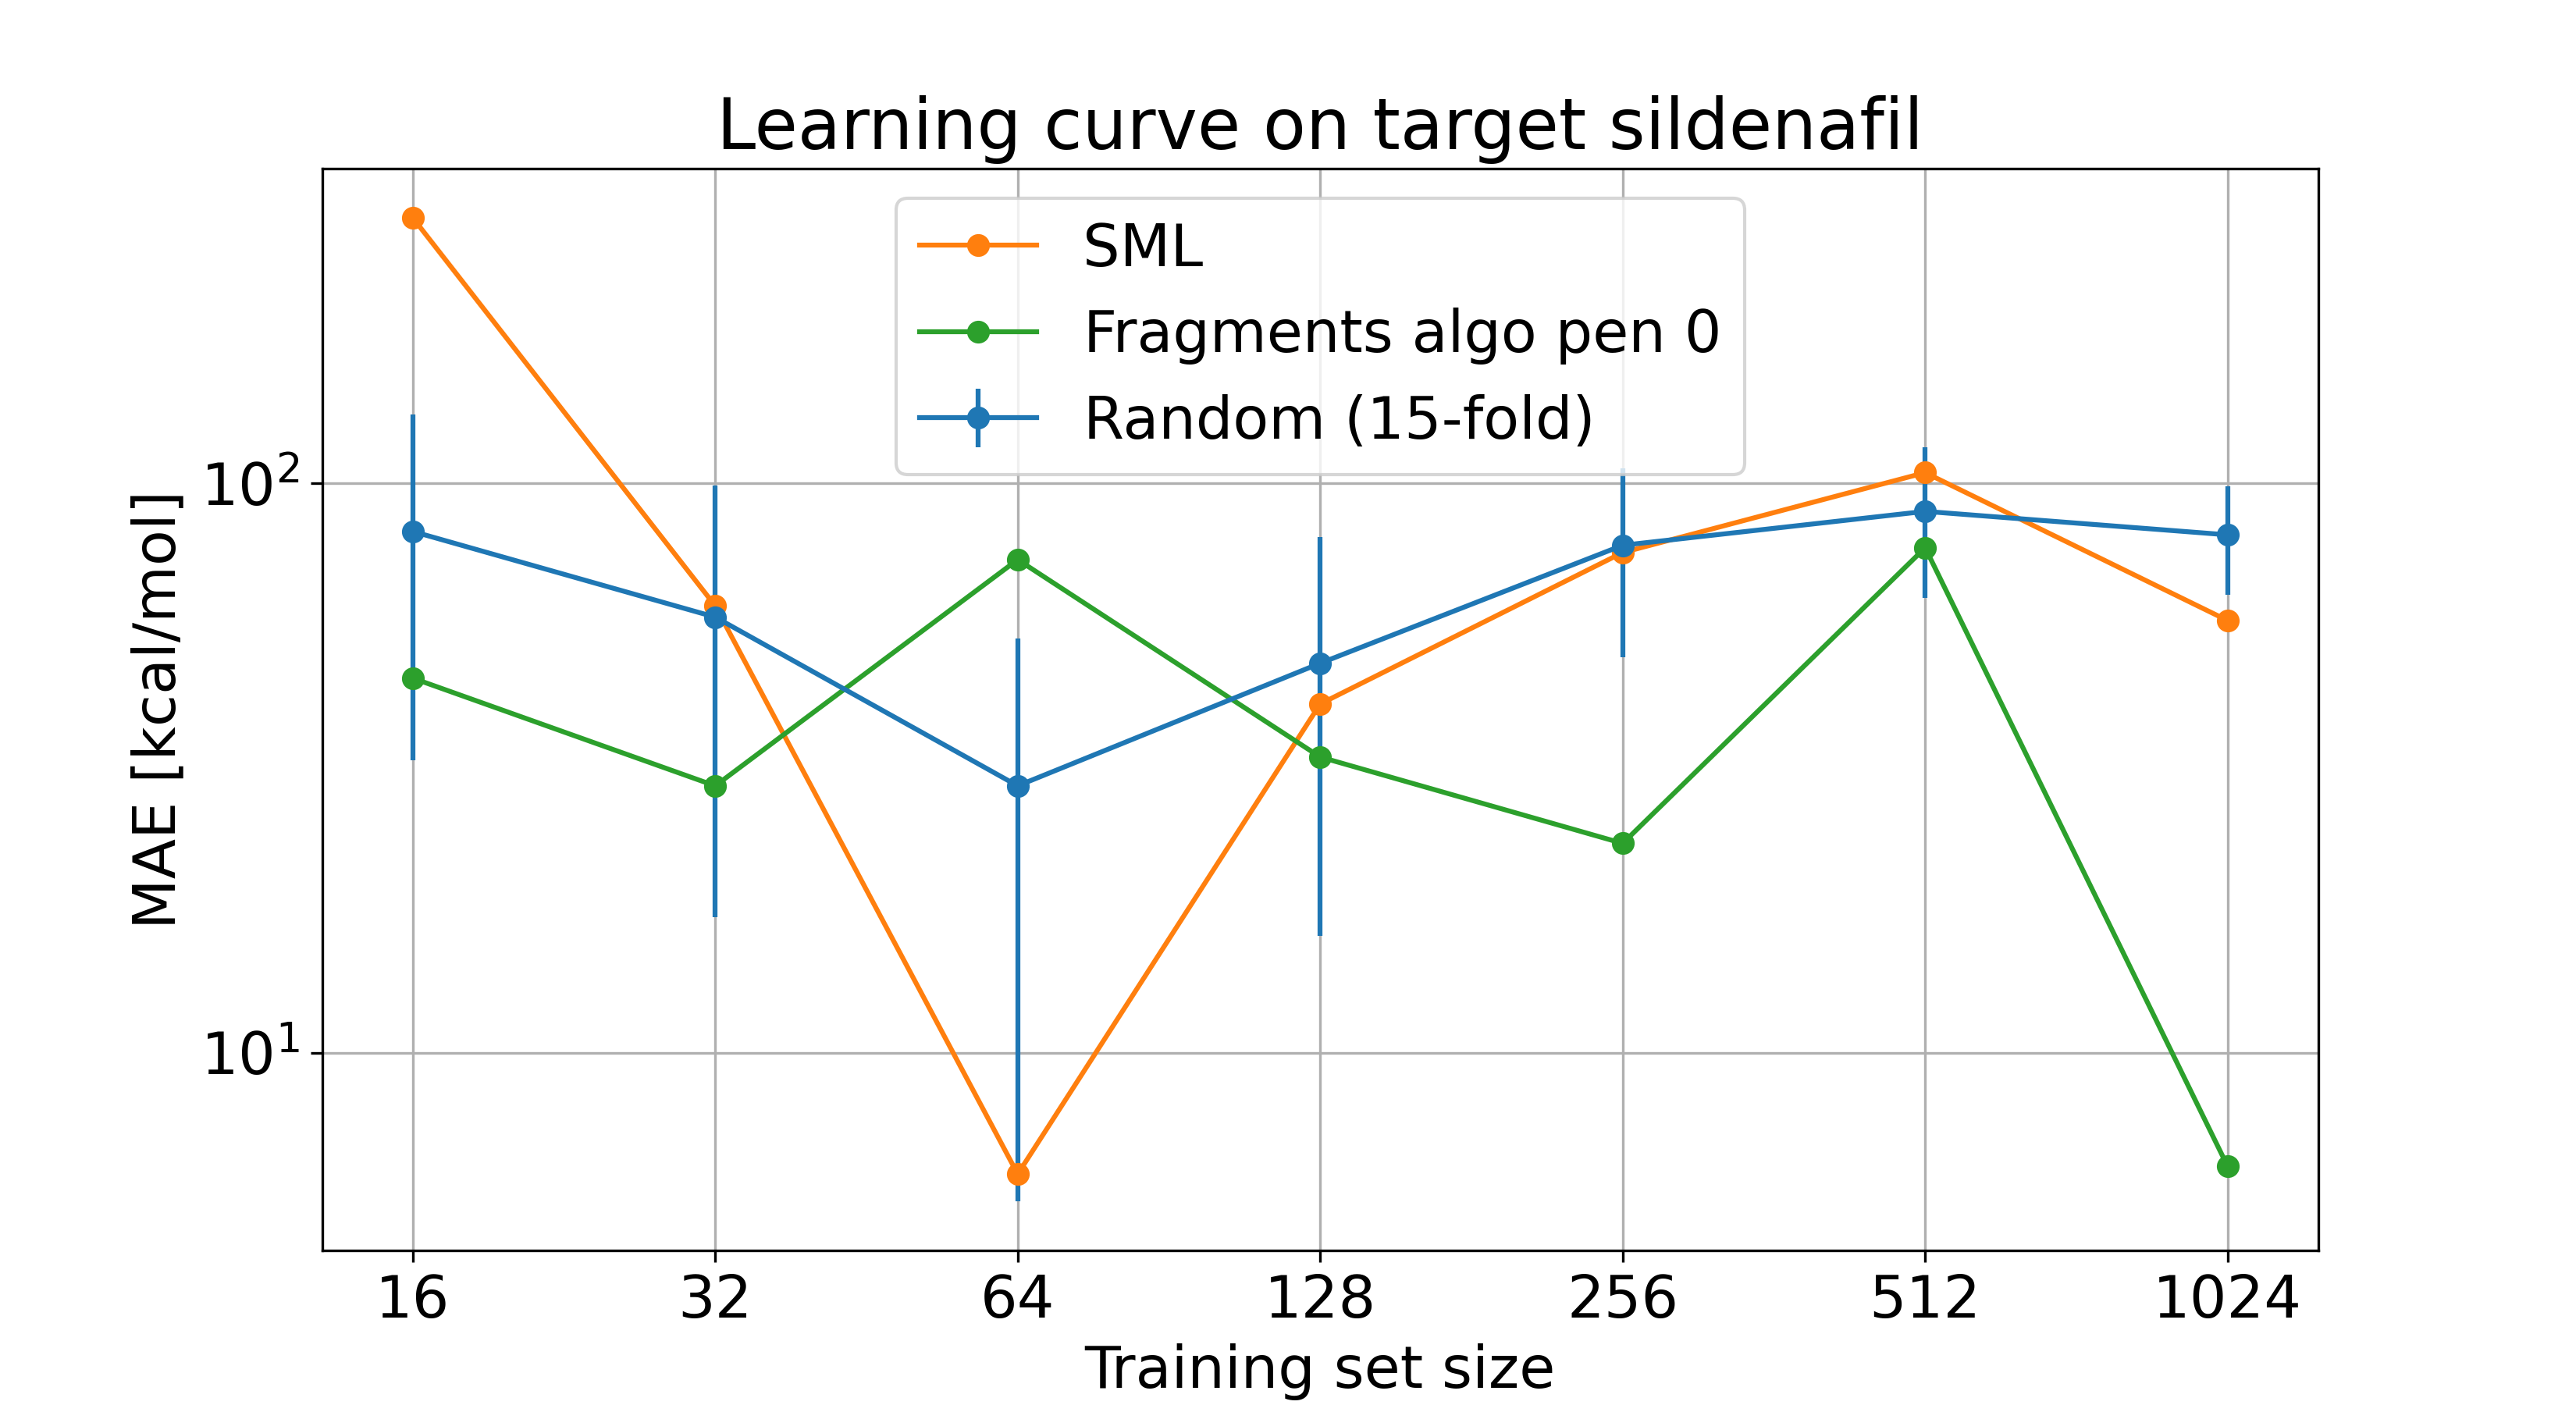 Learning curve on target sildenafil
SML
Fragments algo pen 0
Random (15-fold)
MAE [kcal/mol]
10²
10¹
16 32 64 128 256 512 1024
Training set size